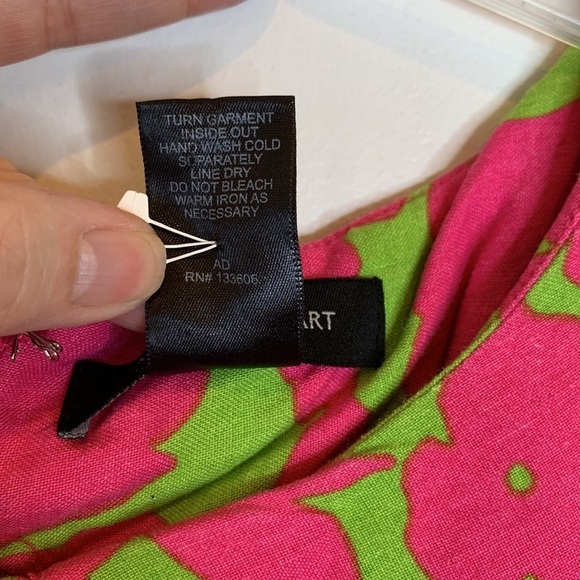 TURN GARMENT
INSIDE OUT
HAND WASH COLD
SEPARATELY
LINE DRY
DO NOT BLEACH
WARM IRON AS
NECESSARY
AD
RN# 133606
ART